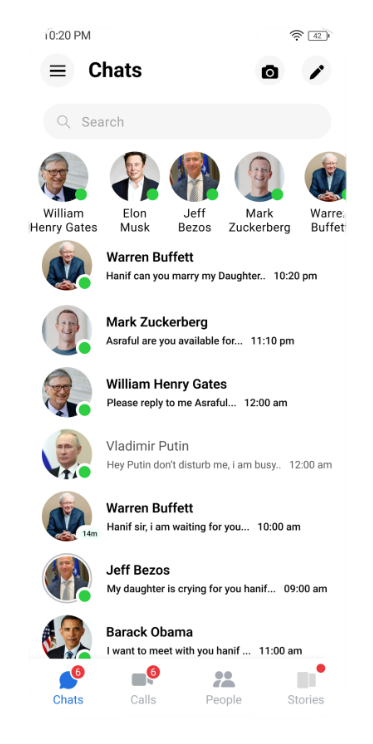 10:20 PM 42
Chats
Search
William Henry Gates
Elon Musk
Jeff Bezos
Mark Zuckerberg
Warre Buffet
Warren Buffett
Hanif can you marry my Daughter.. 10:20 pm
Mark Zuckerberg
Asraful are you available for... 11:10 pm
William Henry Gates
Please reply to me Asraful... 12:00 am
Vladimir Putin
Hey Putin don't disturb me, i am busy.. 12:00 am
Warren Buffett
Hanif sir, i am waiting for you... 10:00 am
14m
Jeff Bezos
My daughter is crying for you hanif... 09:00 am
Barack Obama
I want to meet with you hanif ... 11:00 am
6 6
Chats Calls People Stories